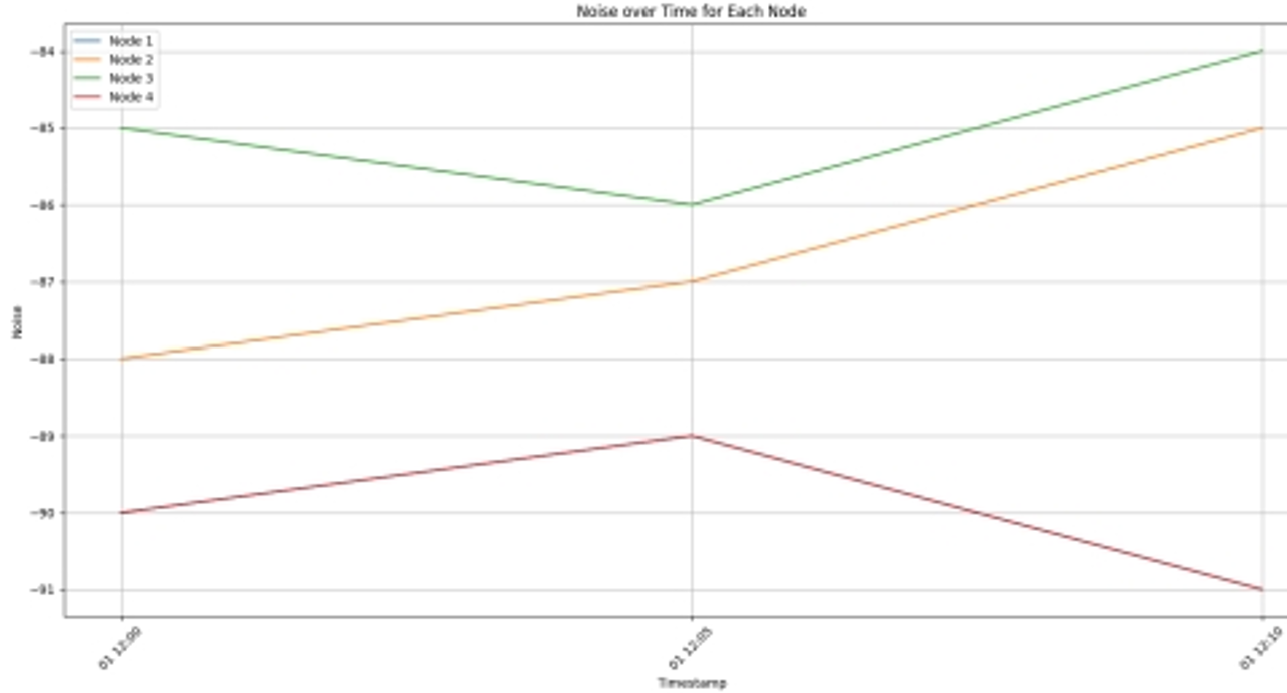 Noise over Time for Each Node
Node 1
Node 2
Node 3
Node 4
−84
−85
−86
−87
−88
−89
−90
−91
Noise
01 12:00
01 12:05
01 12:10
Timestamp